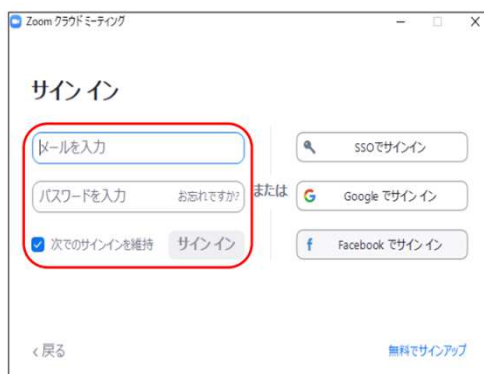 Zoom クラウド ミーティング
サイン イン
メールを入力
パスワードを入力 お忘れですか?
次でのサインインを維持 サイン イン
または
SSOでサインイン
Google でサイン イン
Facebook でサイン イン
戻る
無料でサインアップ